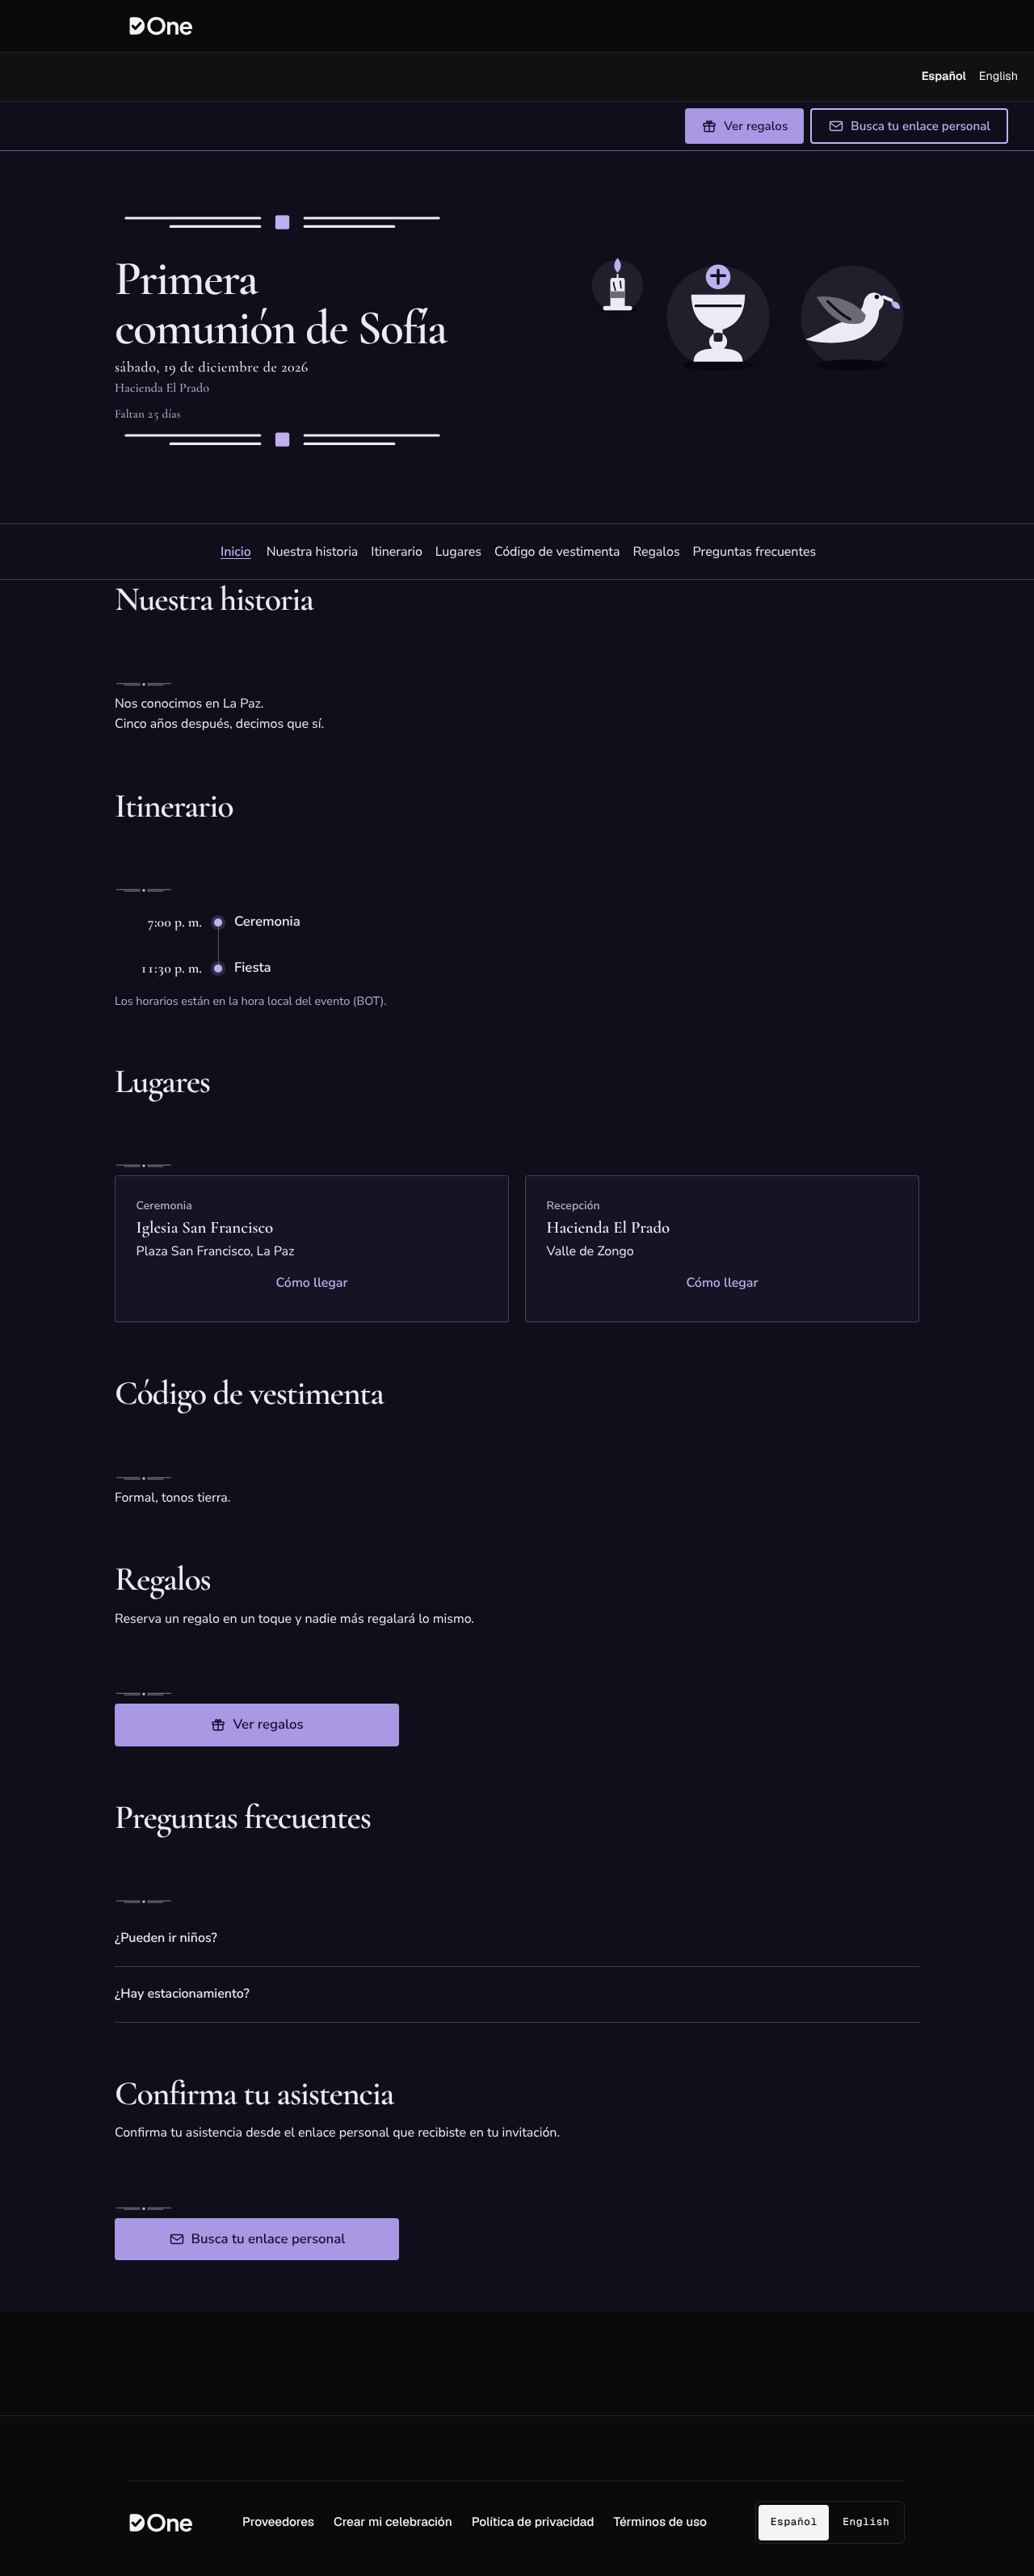 DOne
Español English
Ver regalos Busca tu enlace personal
Primera
comunión de Sofía
sábado, 19 de diciembre de 2026
Hacienda El Prado
Faltan 25 días
Inicio Nuestra historia Itinerario Lugares Código de vestimenta Regalos Preguntas frecuentes
Nuestra historia
Nos conocimos en La Paz.
Cinco años después, decimos que sí.
Itinerario
7:00 p. m. Ceremonia
11:30 p. m. Fiesta
Los horarios están en la hora local del evento (BOT).
Lugares
Ceremonia
Iglesia San Francisco
Plaza San Francisco, La Paz
Cómo llegar
Recepción
Hacienda El Prado
Valle de Zongo
Cómo llegar
Código de vestimenta
Formal, tonos tierra.
Regalos
Reserva un regalo en un toque y nadie más regalará lo mismo.
Ver regalos
Preguntas frecuentes
¿Pueden ir niños?
¿Hay estacionamiento?
Confirma tu asistencia
Confirma tu asistencia desde el enlace personal que recibiste en tu invitación.
Busca tu enlace personal
DOne Proveedores Crear mi celebración Política de privacidad Términos de uso Español English